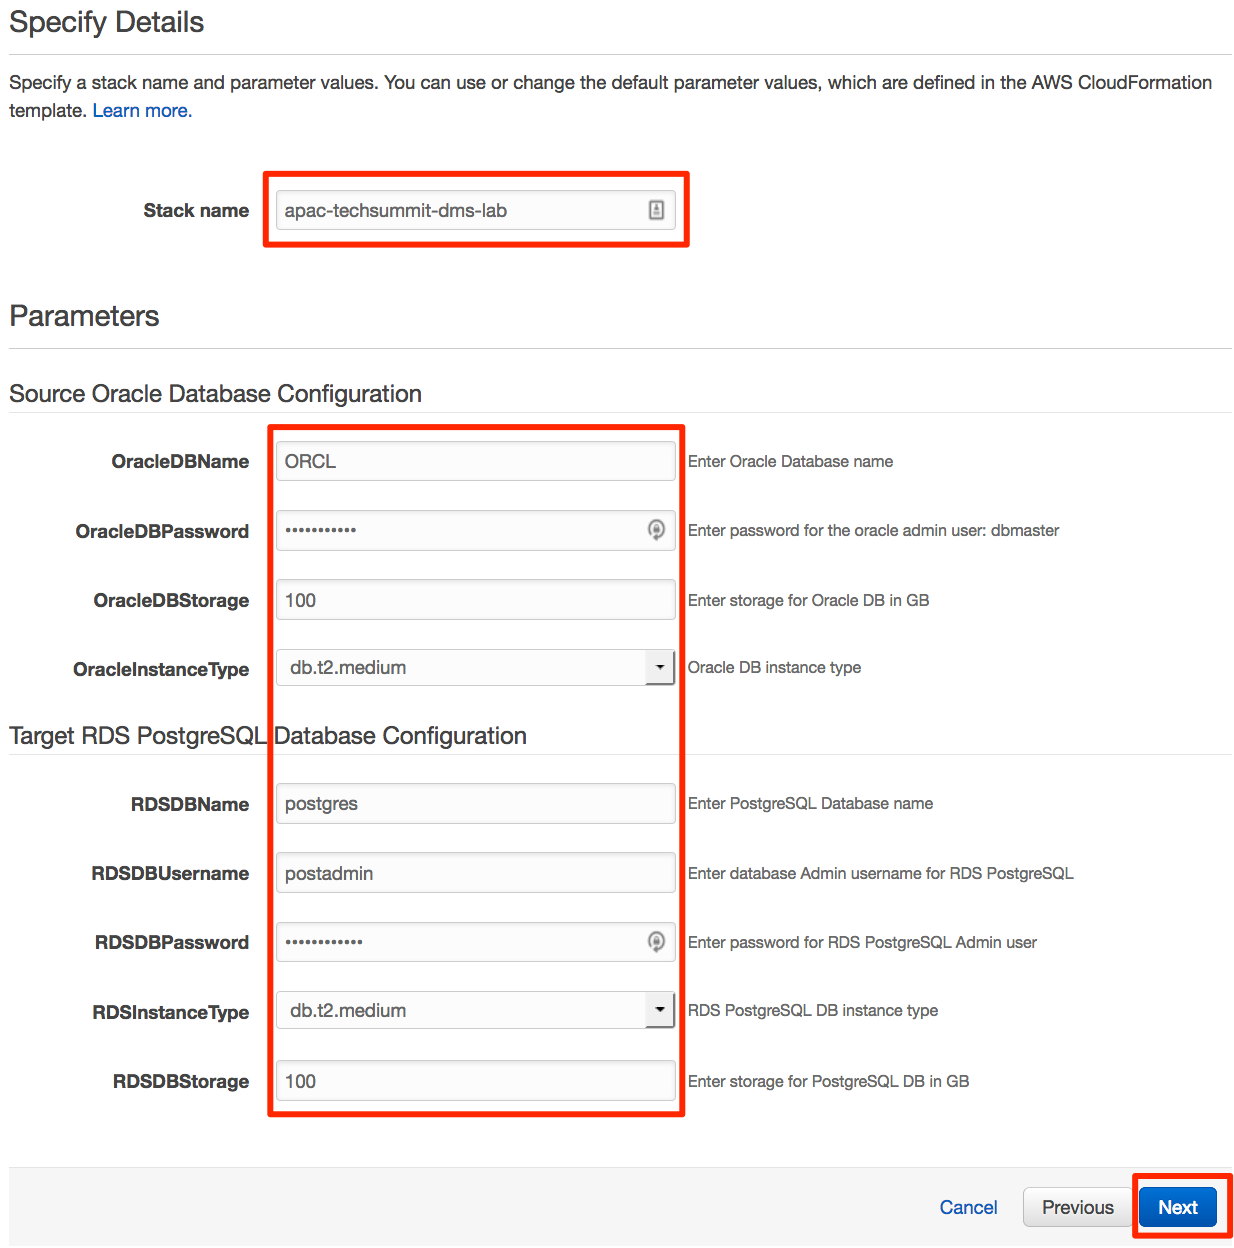 Specify Details
Specify a stack name and parameter values. You can use or change the default parameter values, which are defined in the AWS CloudFormation
template. Learn more.
Stack name apac-techsummit-dms-lab
Parameters
Source Oracle Database Configuration
OracleDBName ORCL Enter Oracle Database name
OracleDBPassword ••••••••••• Enter password for the oracle admin user: dbmaster
OracleDBStorage 100 Enter storage for Oracle DB in GB
OracleInstanceType db.t2.medium Oracle DB instance type
Target RDS PostgreSQL Database Configuration
RDSDBName postgres Enter PostgreSQL Database name
RDSDBUsername postadmin Enter database Admin username for RDS PostgreSQL
RDSDBPassword •••••••••••• Enter password for RDS PostgreSQL Admin user
RDSInstanceType db.t2.medium RDS PostgreSQL DB instance type
RDSDBStorage 100 Enter storage for PostgreSQL DB in GB
Cancel Previous Next